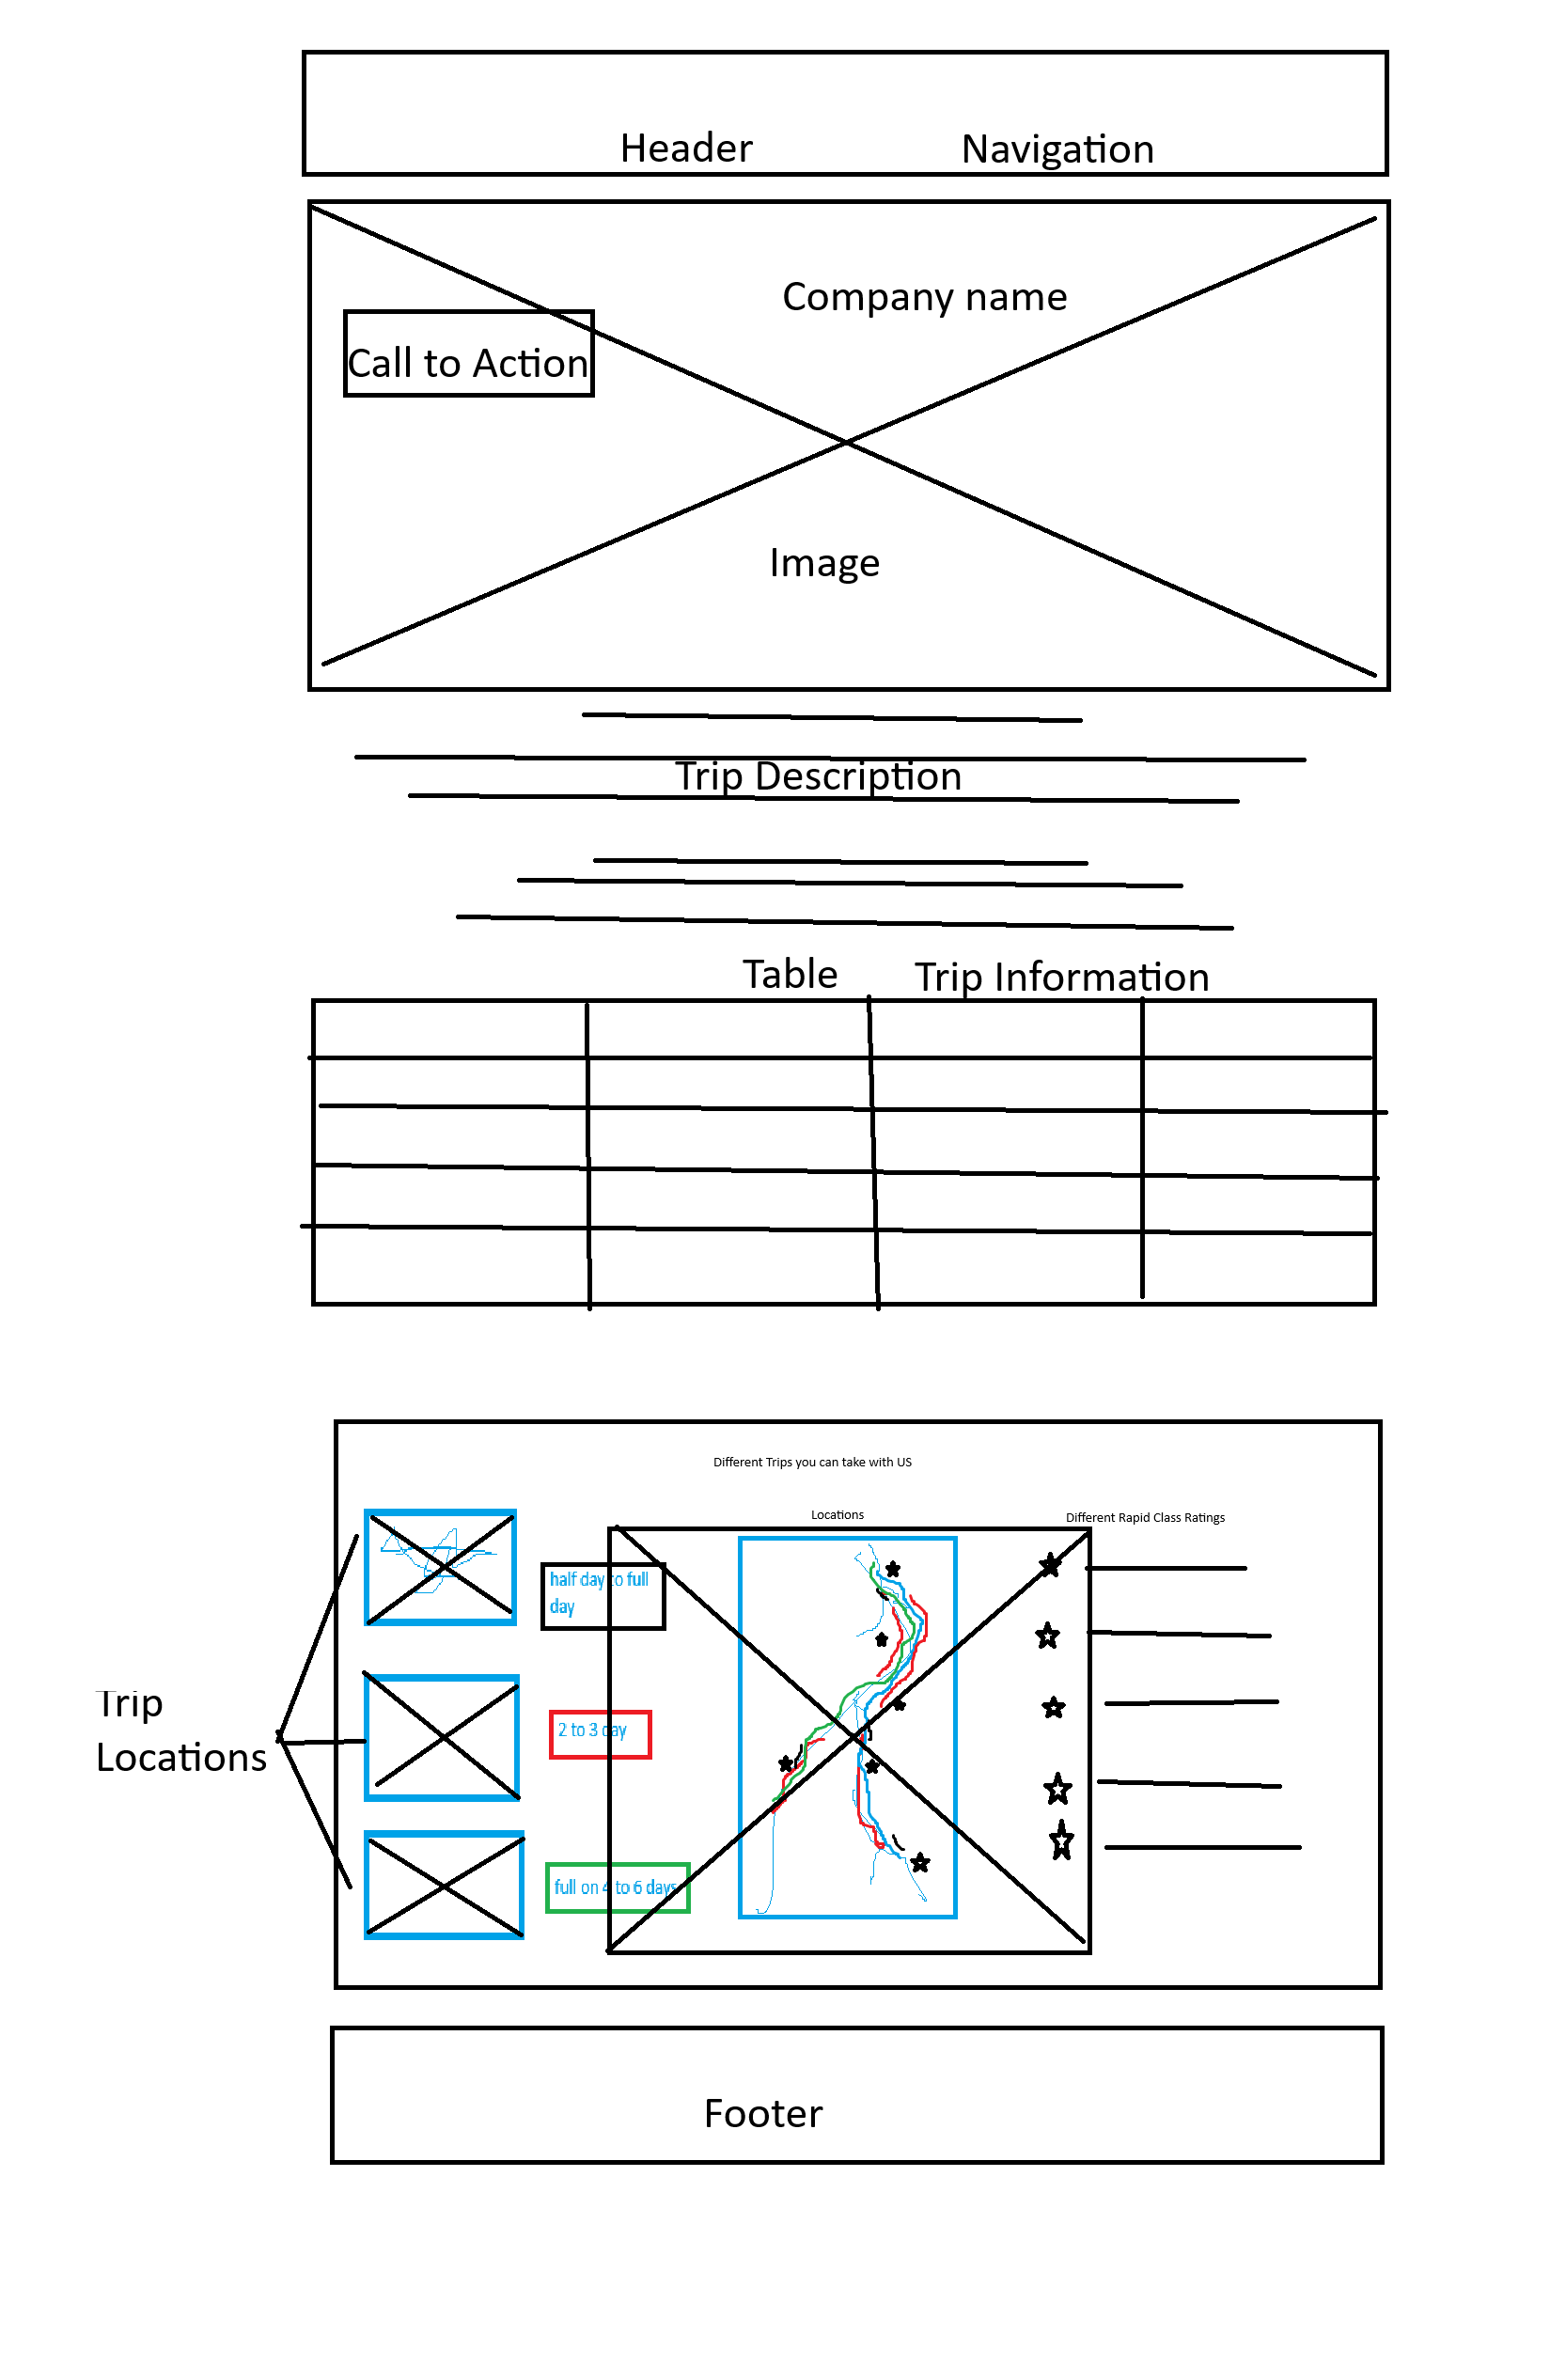 Header Navigation
Company name
Call to Action
Image
Trip Description
Table Trip Information
Different Trips you can take with US
Locations
Different Rapid Class Ratings
half day to full
day
Trip
Locations
2 to 3 day
full on 4 to 6 days
Footer